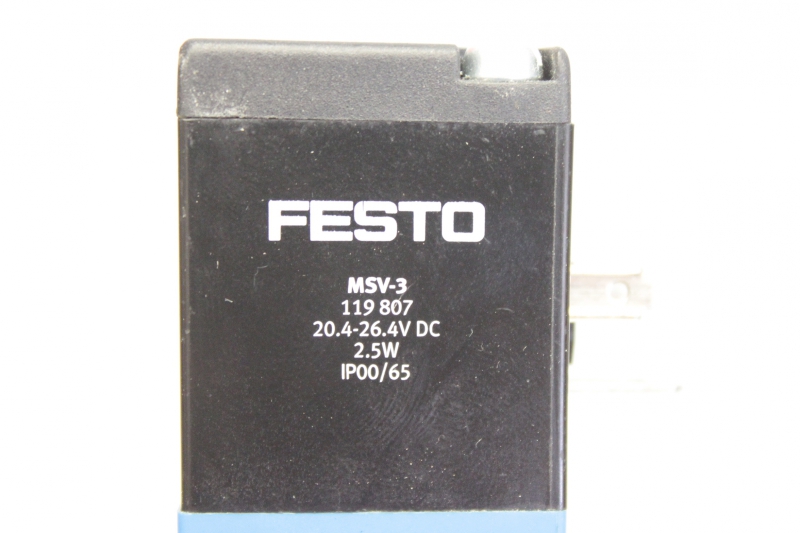 FESTO
MSV-3
119 807
20.4-26.4V DC
2.5W
IP00/65